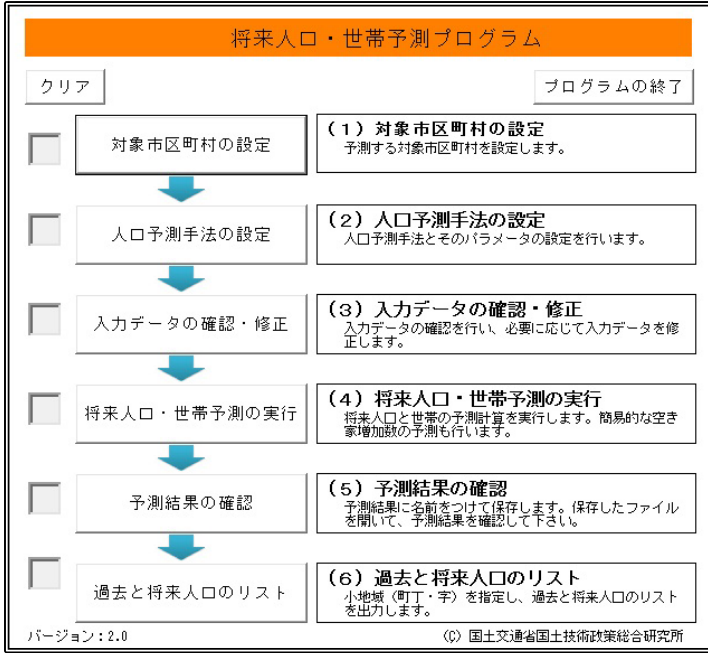 将来人口・世帯予測プログラム
クリア
プログラムの終了
対象市区町村の設定
(1)対象市区町村の設定
予測する対象市区町村を設定します。
人口予測手法の設定
(2)人口予測手法の設定
人口予測手法とそのパラメータの設定を行います。
入力データの確認・修正
(3)入力データの確認・修正
入力データの確認を行い、必要に応じて入力データを修
正します。
将来人口・世帯予測の実行
(4)将来人口・世帯予測の実行
将来人口と世帯の予測計算を実行します。簡易的な空き
家増加数の予測も行います。
予測結果の確認
(5)予測結果の確認
予測結果に名前をつけて保存します。保存したファイル
を開いて、予測結果を確認して下さい。
過去と将来人口のリスト
(6)過去と将来人口のリスト
小地域(町丁・字)を指定し、過去と将来人口のリスト
を出力します。
バージョン:2.0
(C) 国土交通省国土技術政策総合研究所